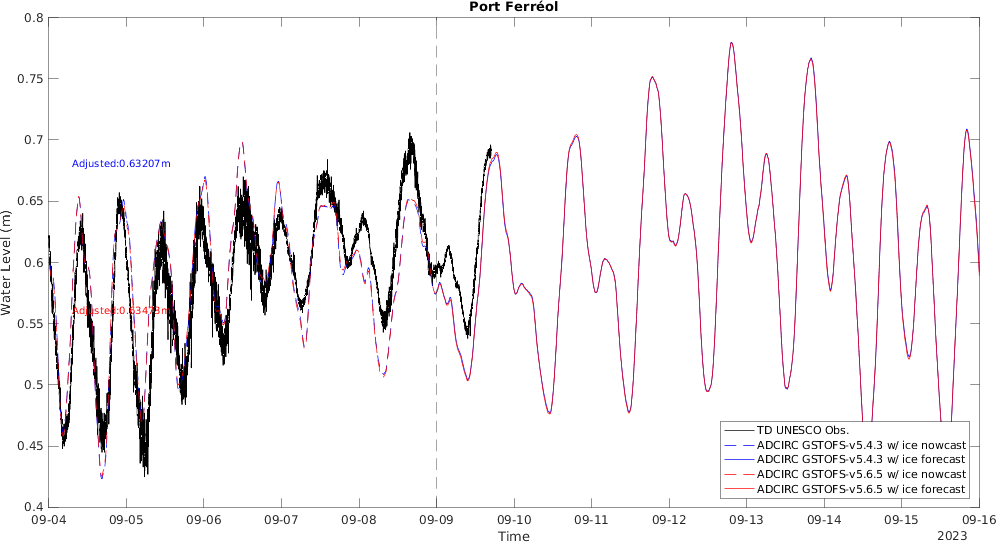 Port Ferréol
0.8
0.75
0.7
0.65
0.6
0.55
0.5
0.45
0.4
Water Level (m)
Adjusted:0.63207m
Adjusted:0.63473m
TD UNESCO Obs.
ADCIRC GSTOFS-v5.4.3 w/ ice nowcast
ADCIRC GSTOFS-v5.4.3 w/ ice forecast
ADCIRC GSTOFS-v5.6.5 w/ ice nowcast
ADCIRC GSTOFS-v5.6.5 w/ ice forecast
09-04 09-05 09-06 09-07 09-08 09-09 09-10 09-11 09-12 09-13 09-14 09-15 09-16
Time
2023